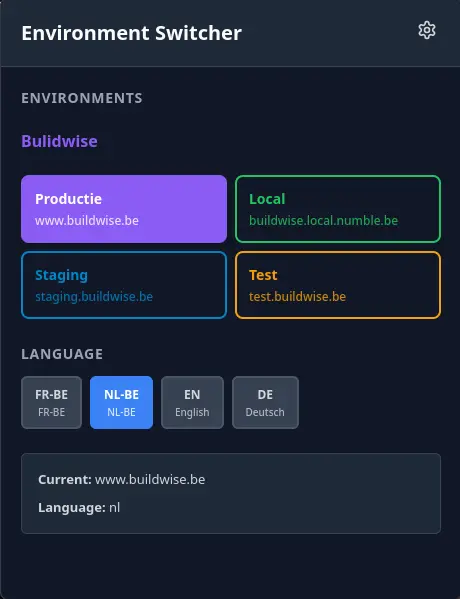 Environment Switcher
ENVIRONMENTS
Bulidwise
Productie
www.buildwise.be
Local
buildwise.local.numble.be
Staging
staging.buildwise.be
Test
test.buildwise.be
LANGUAGE
FR-BE
FR-BE
NL-BE
NL-BE
EN
English
DE
Deutsch
Current: www.buildwise.be
Language: nl